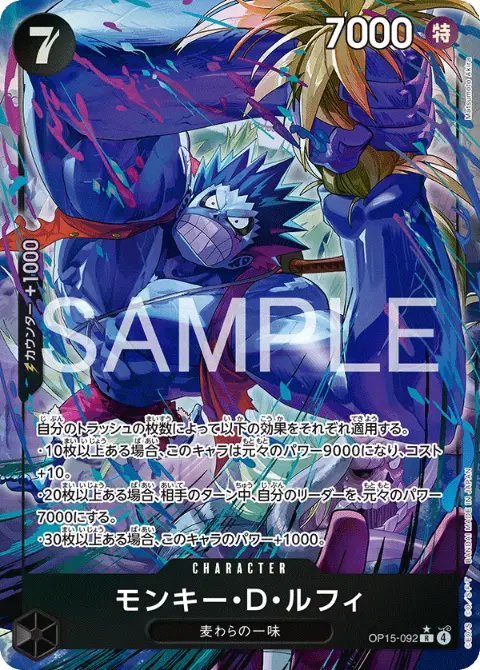 7
7000 特
Matsumoto Akira
カウンター +1000
SAMPLE
自分のトラッシュの枚数によって以下の効果をそれぞれ適用する。
・10枚以上ある場合、このキャラは元々のパワー9000になり、コスト
+10。
・20枚以上ある場合、相手のターン中、自分のリーダーを、元々のパワー
7000にする。
・30枚以上ある場合、このキャラのパワー+1000。
BANDAI MADE IN JAPAN
CHARACTER
モンキー・D・ルフィ
麦わらの一味
OP15-092 R 4